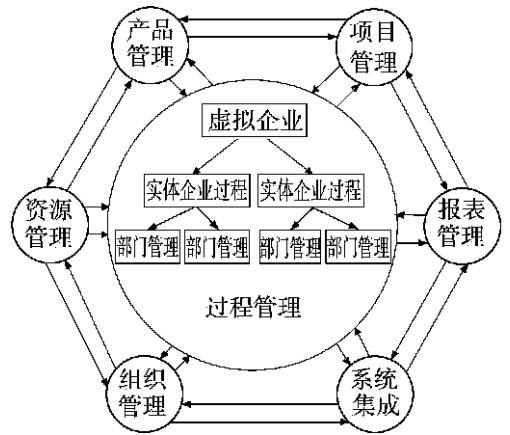 产品
管理
项目
管理
虚拟企业
实体企业过程 实体企业过程
资源
管理
部门管理 部门管理 部门管理 部门管理
报表
管理
过程管理
组织
管理
系统
集成